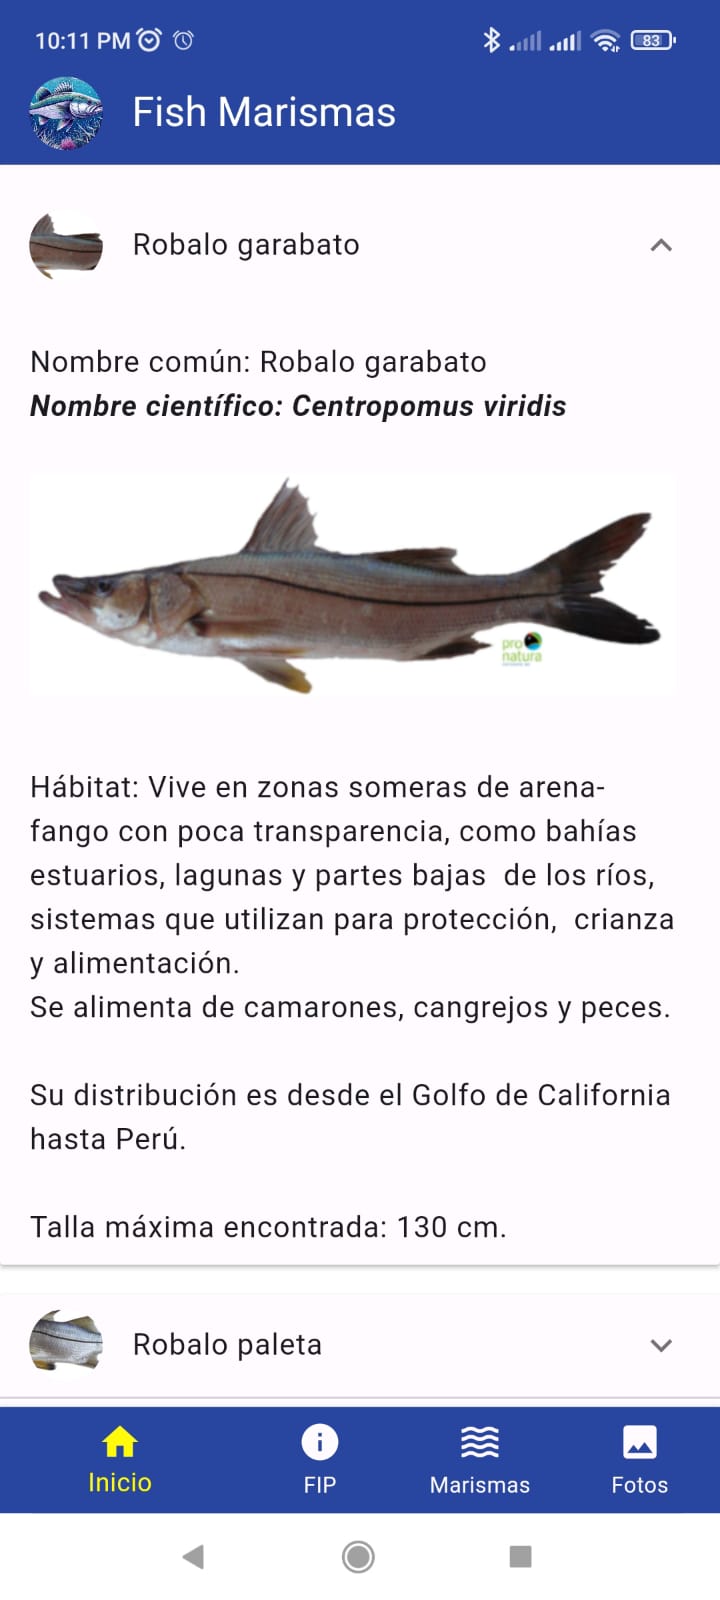 10:11 PM
83
Fish Marismas
Robalo garabato
Nombre común: Robalo garabato
Nombre científico: Centropomus viridis
pro
natura
Hábitat: Vive en zonas someras de arena-
fango con poca transparencia, como bahías
estuarios, lagunas y partes bajas  de los ríos,
sistemas que utilizan para protección,  crianza
y alimentación.
Se alimenta de camarones, cangrejos y peces.
Su distribución es desde el Golfo de California
hasta Perú.
Talla máxima encontrada: 130 cm.
Robalo paleta
Inicio
FIP
Marismas
Fotos